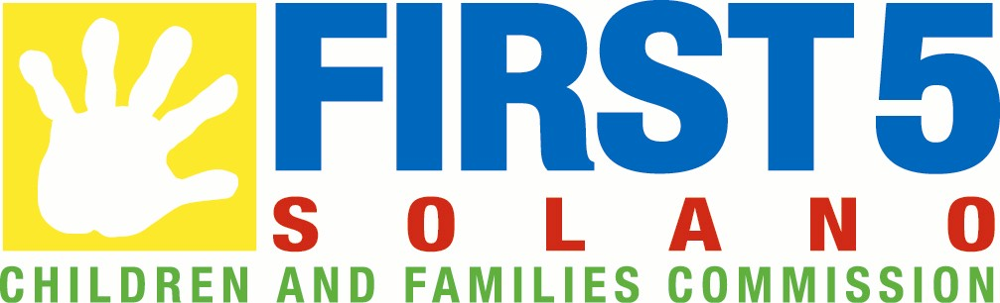 FIRST 5
SOLANO
CHILDREN AND FAMILIES COMMISSION